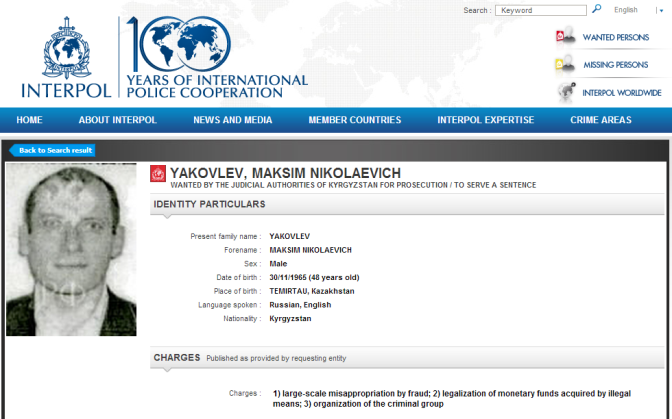 Search : Keyword English
INTERPOL
100
YEARS OF INTERNATIONAL
POLICE COOPERATION
WANTED PERSONS
MISSING PERSONS
INTERPOL WORLDWIDE
HOME ABOUT INTERPOL NEWS AND MEDIA MEMBER COUNTRIES INTERPOL EXPERTISE CRIME AREAS
Back to Search result
YAKOVLEV, MAKSIM NIKOLAEVICH
WANTED BY THE JUDICIAL AUTHORITIES OF KYRGYZSTAN FOR PROSECUTION / TO SERVE A SENTENCE
IDENTITY PARTICULARS
Present family name : YAKOVLEV
Forename : MAKSIM NIKOLAEVICH
Sex : Male
Date of birth : 30/11/1965 (48 years old)
Place of birth : TEMIRTAU, Kazakhstan
Language spoken : Russian, English
Nationality : Kyrgyzstan
CHARGES Published as provided by requesting entity
Charges : 1) large-scale misappropriation by fraud; 2) legalization of monetary funds acquired by illegal
means; 3) organization of the criminal group